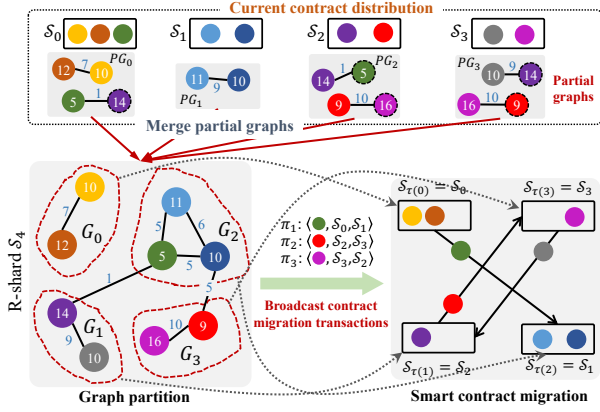 Current contract distribution
S₀ S₁ S₂ S₃
PG₀ 12 7 10 5 1 14
PG₁ 11 9 10
PG₂ 14 1 5 9 10 16
PG₃ 10 9 14 16 10 9
Partial graphs
Merge partial graphs
R-shard S₄
10 7 12 G₀
11 5 6 5 5 10 G₂
1 5
14 9 10 G₁
16 10 9 G₃
π₁: ⟨ , S₀, S₁⟩
π₂: ⟨ , S₂, S₃⟩
π₃: ⟨ , S₃, S₂⟩
Broadcast contract
migration transactions
S_τ(0) = S₀ S_τ(3) = S₃
S_τ(1) = S₂ S_τ(2) = S₁
Graph partition
Smart contract migration